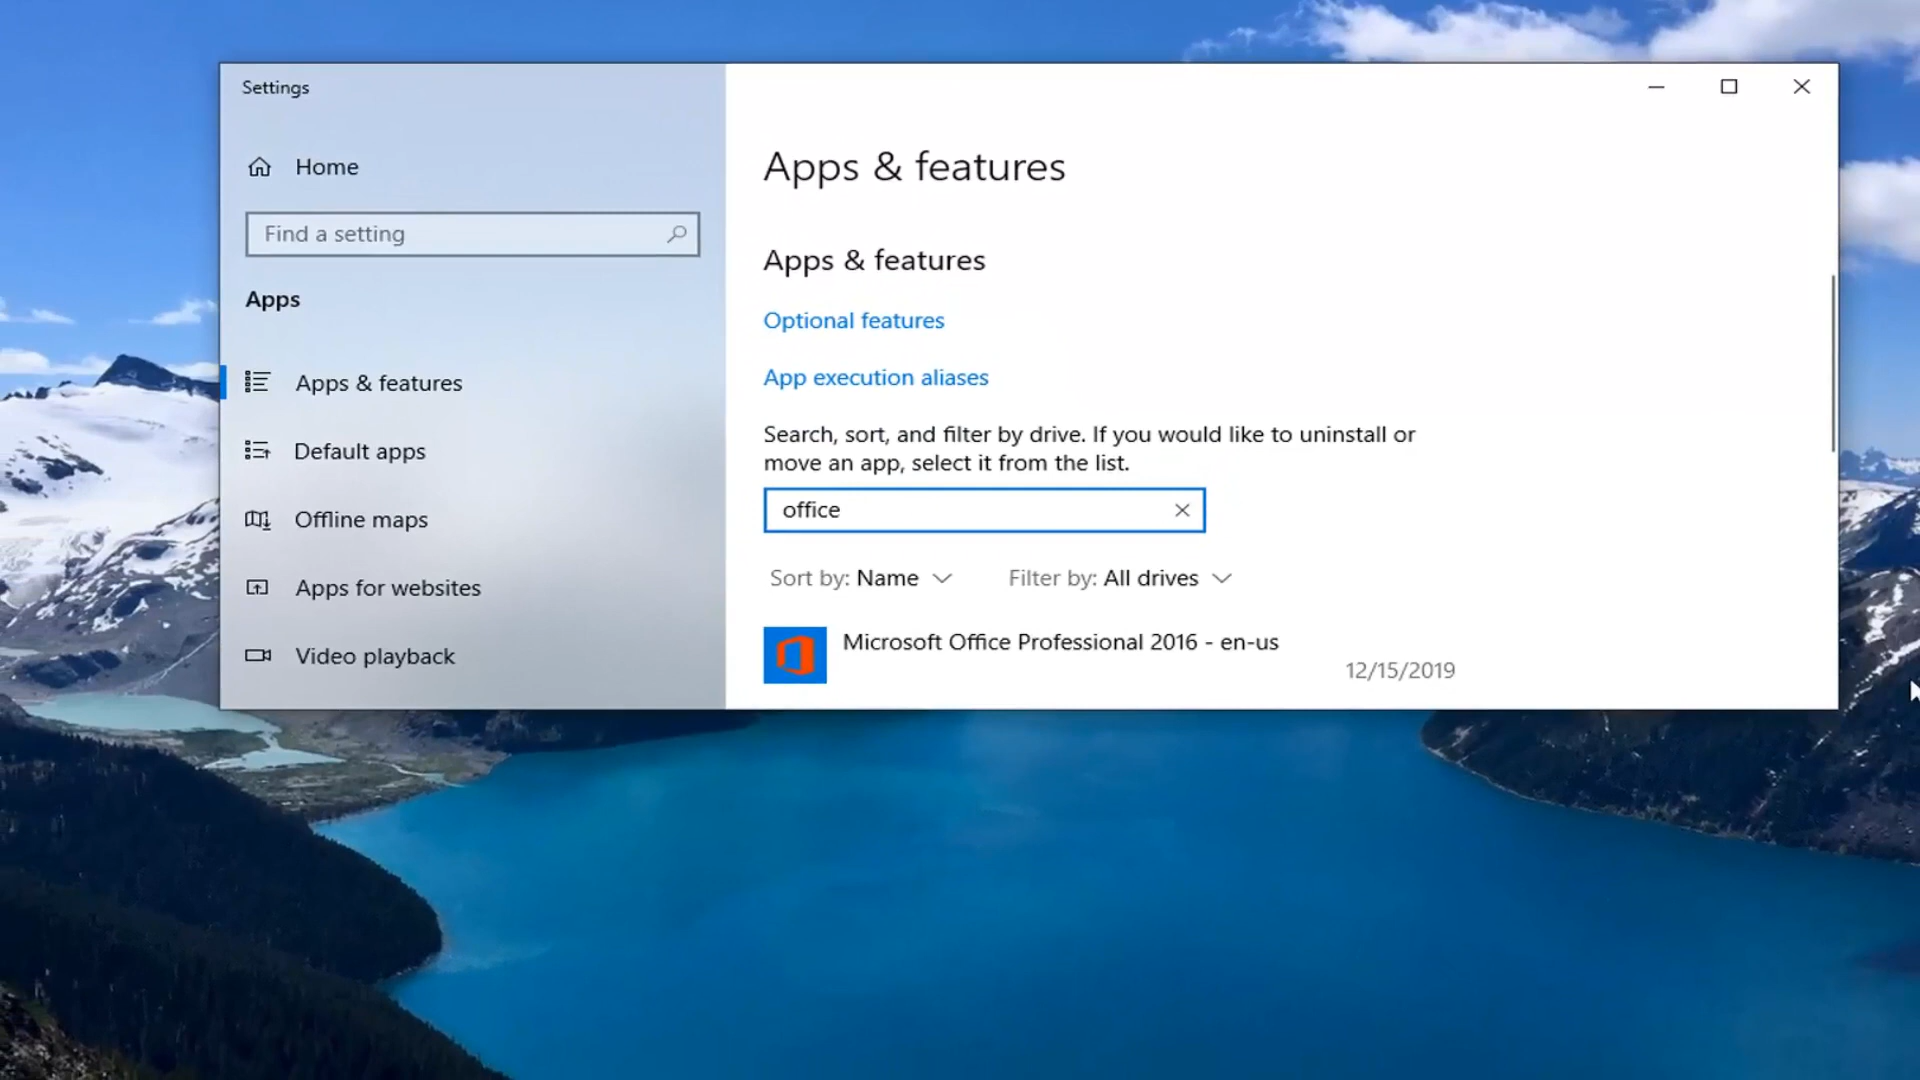 Settings
Home
Find a setting
Apps
Apps & features
Default apps
Offline maps
Apps for websites
Video playback
Apps & features
Apps & features
Optional features
App execution aliases
Search, sort, and filter by drive. If you would like to uninstall or
move an app, select it from the list.
office
Sort by: Name Filter by: All drives
Microsoft Office Professional 2016 - en-us
12/15/2019